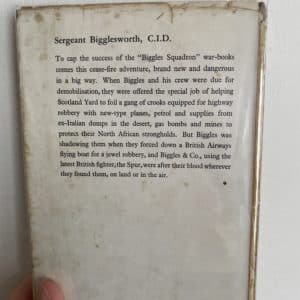 Sergeant Bigglesworth, C.I.D.
To cap the success of the "Biggles Squadron" war-books
comes this cease-fire adventure, brand new and dangerous
in a big way. When Biggles and his crew were due for
demobilisation, they were offered the special job of helping
Scotland Yard to foil a gang of crooks equipped for highway
robbery with new-type planes, petrol and supplies from
ex-Italian dumps in the desert, gas bombs and mines to
protect their North African strongholds. But Biggles was
shadowing them when they forced down a British Airways
flying boat for a jewel robbery, and Biggles & Co., using the
latest British fighter, the Spur, were after their blood wherever
they found them, on land or in the air.